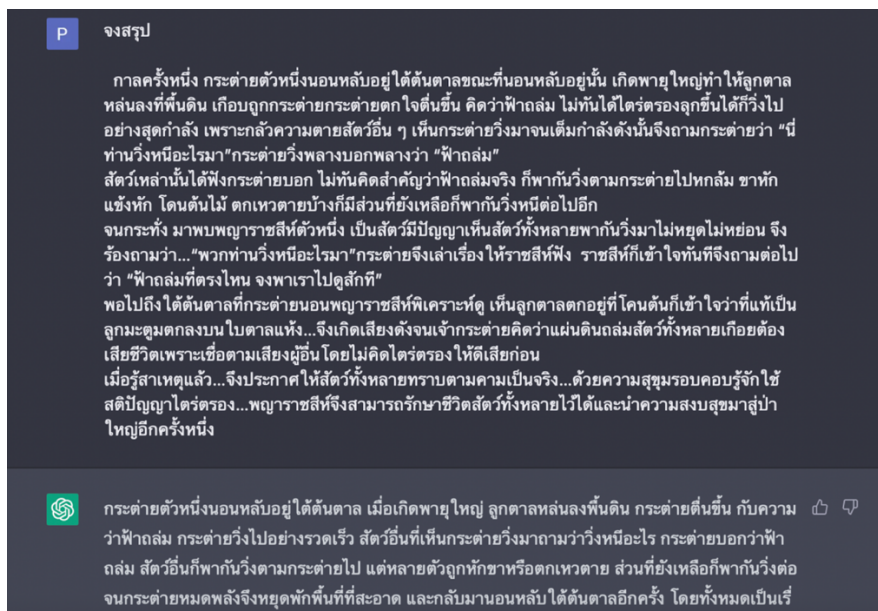 P
จงสรุป
กาลครั้งหนึ่ง กระต่ายตัวหนึ่งนอนหลับอยู่ใต้ต้นตาลขณะที่นอนหลับอยู่นั้น เกิดพายุใหญ่ทำให้ลูกตาล
หล่นลงที่พื้นดิน เกือบถูกกระต่ายกระต่ายตกใจตื่นขึ้น คิดว่าฟ้าถล่ม ไม่ทันได้ไตร่ตรองลุกขึ้นได้ก็วิ่งไป
อย่างสุดกำลัง เพราะกลัวความตายสัตว์อื่น ๆ เห็นกระต่ายวิ่งมาจนเต็มกำลังดังนั้นจึงถามกระต่ายว่า “นี่
ท่านวิ่งหนีอะไรมา”กระต่ายวิ่งพลางบอกพลางว่า “ฟ้าถล่ม”
สัตว์เหล่านั้นได้ฟังกระต่ายบอก ไม่ทันคิดสำคัญว่าฟ้าถล่มจริง ก็พากันวิ่งตามกระต่ายไปหกล้ม ขาหัก
แข้งหัก โดนต้นไม้ ตกเหวตายบ้างก็มีส่วนที่ยังเหลือก็พากันวิ่งหนีต่อไปอีก
จนกระทั่ง มาพบพญาราชสีห์ตัวหนึ่ง เป็นสัตว์มีปัญญาเห็นสัตว์ทั้งหลายพากันวิ่งมาไม่หยุดไม่หย่อน จึง
ร้องถามว่า...“พวกท่านวิ่งหนีอะไรมา”กระต่ายจึงเล่าเรื่องให้ราชสีห์ฟัง ราชสีห์ก็เข้าใจทันทีจึงถามต่อไป
ว่า “ฟ้าถล่มที่ตรงไหน จงพาเราไปดูสักที”
พอไปถึงใต้ต้นตาลที่กระต่ายนอนพญาราชสีห์พิเคราะห์ดู เห็นลูกตาลตกอยู่ที่โคนต้นก็เข้าใจว่าที่แท้เป็น
ลูกมะตูมตกลงบนใบตาลแห้ง...จึงเกิดเสียงดังจนเจ้ากระต่ายคิดว่าแผ่นดินถล่มสัตว์ทั้งหลายเกือยต้อง
เสียชีวิตเพราะเชื่อตามเสียงผู้อื่นโดยไม่คิดไตร่ตรองให้ดีเสียก่อน
เมื่อรู้สาเหตุแล้ว...จึงประกาศให้สัตว์ทั้งหลายทราบตามคามเป็นจริง...ด้วยความสุขุมรอบคอบรู้จักใช้
สติปัญญาไตร่ตรอง...พญาราชสีห์จึงสามารถรักษาชีวิตสัตว์ทั้งหลายไว้ได้และนำความสงบสุขมาสู่ป่า
ใหญ่อีกครั้งหนึ่ง
กระต่ายตัวหนึ่งนอนหลับอยู่ใต้ต้นตาล เมื่อเกิดพายุใหญ่ ลูกตาลหล่นลงพื้นดิน กระต่ายตื่นขึ้น กับความ
ว่าฟ้าถล่ม กระต่ายวิ่งไปอย่างรวดเร็ว สัตว์อื่นที่เห็นกระต่ายวิ่งมาถามว่าวิ่งหนีอะไร กระต่ายบอกว่าฟ้า
ถล่ม สัตว์อื่นก็พากันวิ่งตามกระต่ายไป แต่หลายตัวถูกหักขาหรือตกเหวตาย ส่วนที่ยังเหลือก็พากันวิ่งต่อ
จนกระต่ายหมดพลังจึงหยุดพักพื้นที่ที่สะอาด และกลับมานอนหลับใต้ต้นตาลอีกครั้ง โดยทั้งหมดเป็นเรื่